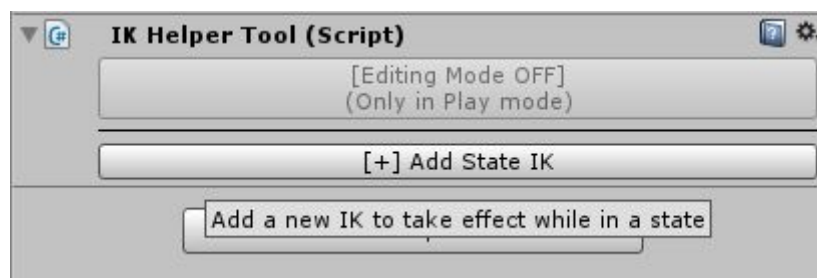 IK Helper Tool (Script)
[Editing Mode OFF]
(Only in Play mode)
[+] Add State IK
Add a new IK to take effect while in a state